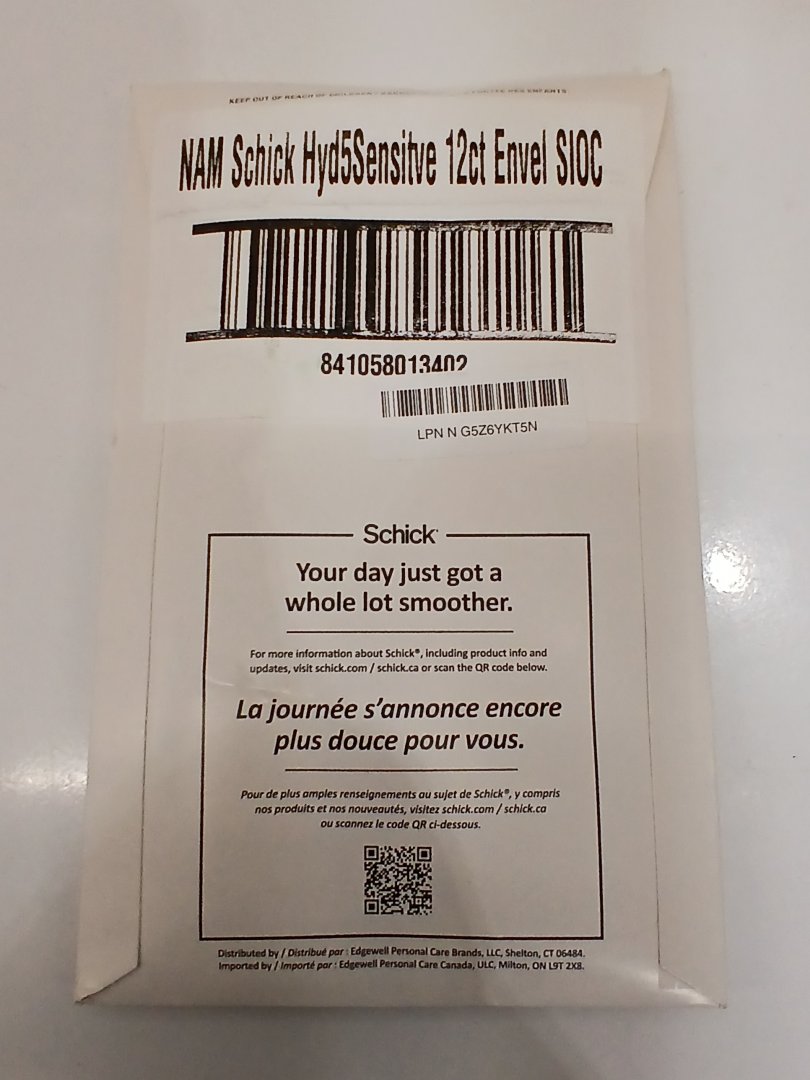 KEEP OUT OF REACH OF
NAM Schick Hyd5Sensitve 12ct Envel SIOC
841058013402
LPN N G5Z6YKT5N
Schick
Your day just got a
whole lot smoother.
For more information about Schick®, including product info and
updates, visit schick.com / schick.ca or scan the QR code below.
La journée s'annonce encore
plus douce pour vous.
Pour de plus amples renseignements au sujet de Schick®, y compris
nos produits et nos nouveautés, visitez schick.com / schick.ca
ou scannez le code QR ci-dessous.
Distributed by / Distribué par : Edgewell Personal Care Brands, LLC, Shelton, CT 06484.
Imported by / Importé par : Edgewell Personal Care Canada, ULC, Milton, ON L9T 2X8.